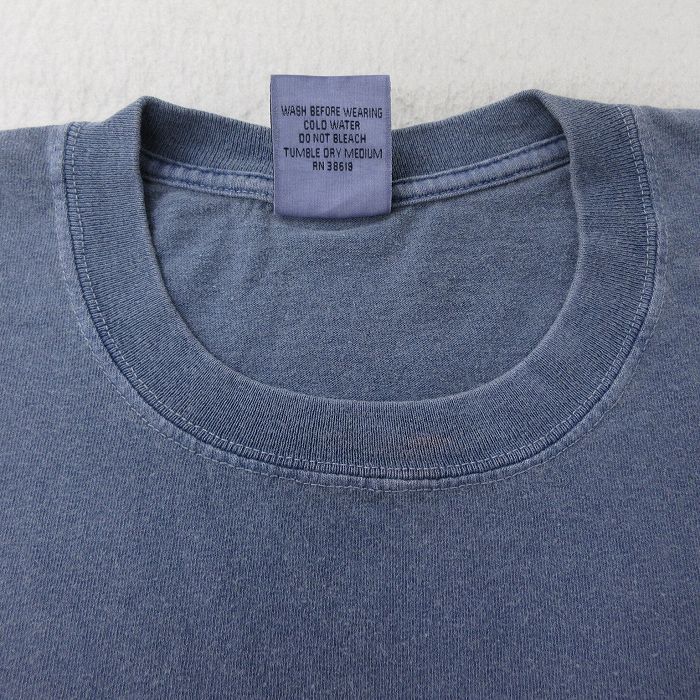 WASH BEFORE WEARING
COLD WATER
DO NOT BLEACH
TUMBLE DRY MEDIUM
RN 38619